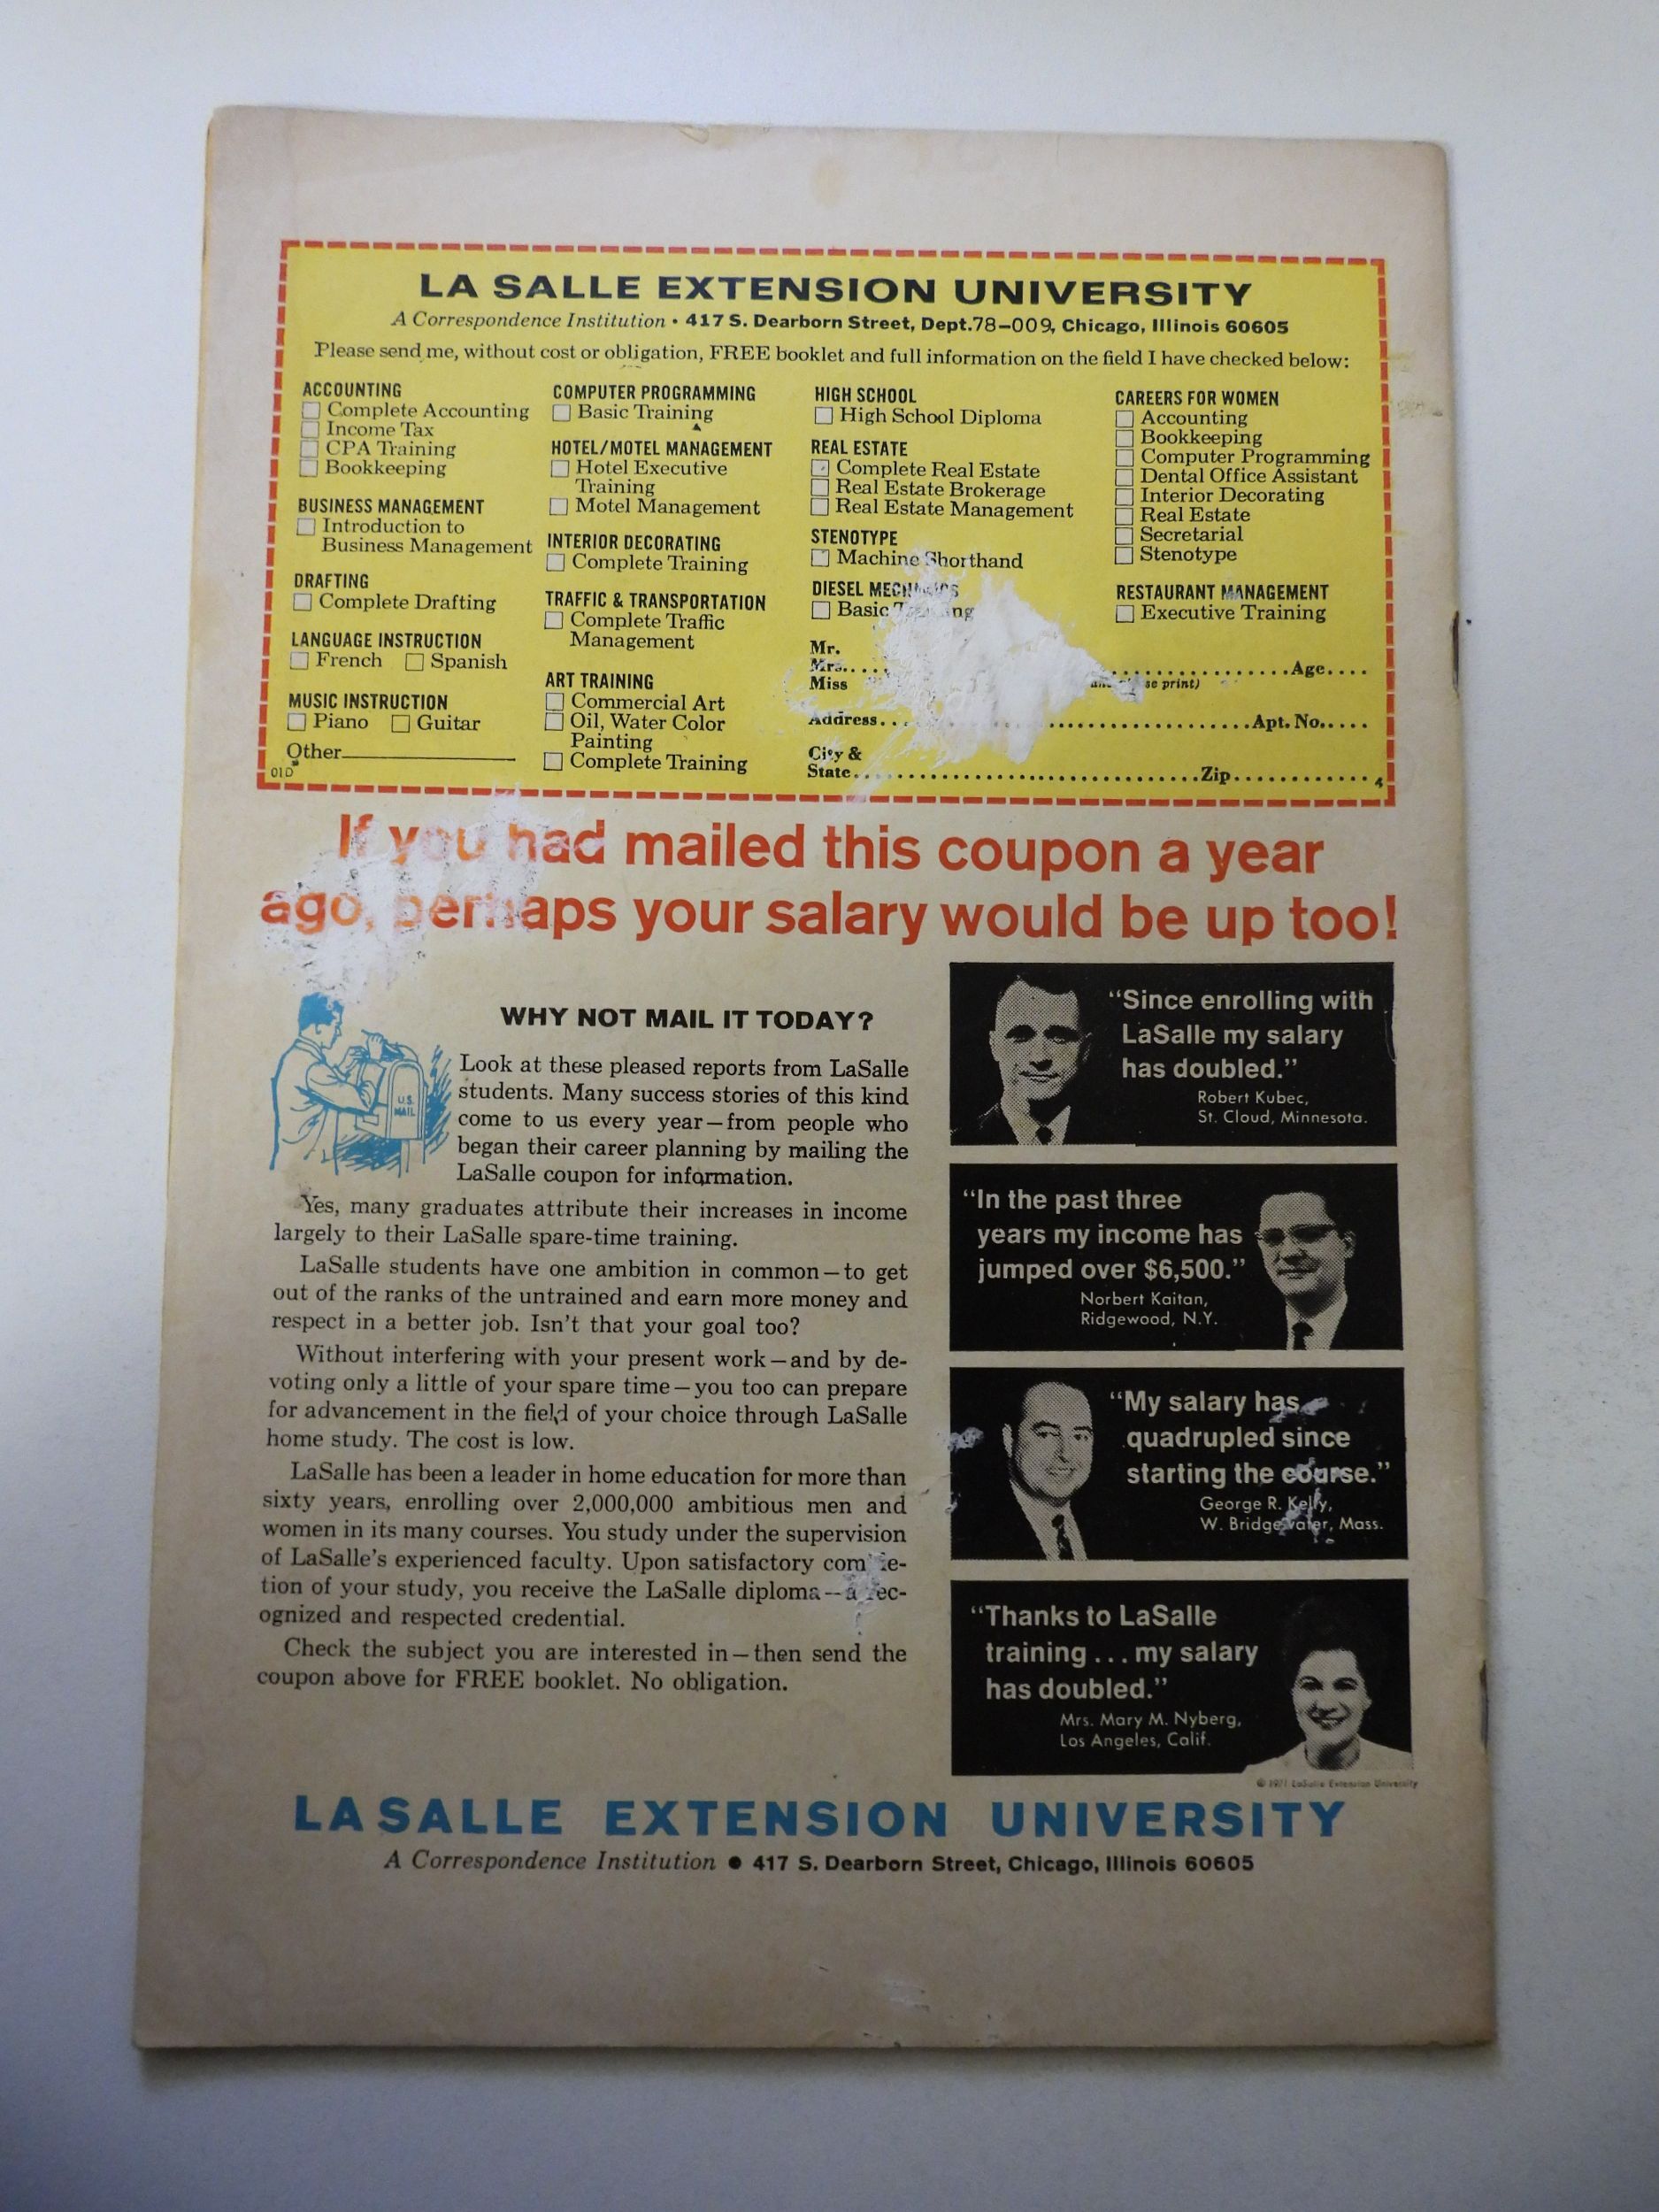 LA SALLE EXTENSION UNIVERSITY
A Correspondence Institution • 417 S. Dearborn Street, Dept.78-009, Chicago, Illinois 60605
Please send me, without cost or obligation, FREE booklet and full information on the field I have checked below:
ACCOUNTING
Complete Accounting
Income Tax
CPA Training
Bookkeeping
BUSINESS MANAGEMENT
Introduction to
Business Management
DRAFTING
Complete Drafting
LANGUAGE INSTRUCTION
French Spanish
MUSIC INSTRUCTION
Piano Guitar
Other
01D
COMPUTER PROGRAMMING
Basic Training
HOTEL/MOTEL MANAGEMENT
Hotel Executive
Training
Motel Management
INTERIOR DECORATING
Complete Training
TRAFFIC & TRANSPORTATION
Complete Traffic
Management
ART TRAINING
Commercial Art
Oil, Water Color
Painting
Complete Training
HIGH SCHOOL
High School Diploma
REAL ESTATE
Complete Real Estate
Real Estate Brokerage
Real Estate Management
STENOTYPE
Machine Shorthand
DIESEL MECHANICS
Basic Training
CAREERS FOR WOMEN
Accounting
Bookkeeping
Computer Programming
Dental Office Assistant
Interior Decorating
Real Estate
Secretarial
Stenotype
RESTAURANT MANAGEMENT
Executive Training
Mr.
Mrs..... ...............Age....
Miss print)
Address... .........................Apt. No.....
City &
State..................................Zip............. 4
If you had mailed this coupon a year
ago, perhaps your salary would be up too!
WHY NOT MAIL IT TODAY?
U.S.
MAIL
Look at these pleased reports from LaSalle
students. Many success stories of this kind
come to us every year—from people who
began their career planning by mailing the
LaSalle coupon for information.
Yes, many graduates attribute their increases in income
largely to their LaSalle spare-time training.
LaSalle students have one ambition in common—to get
out of the ranks of the untrained and earn more money and
respect in a better job. Isn't that your goal too?
Without interfering with your present work—and by de-
voting only a little of your spare time—you too can prepare
for advancement in the field of your choice through LaSalle
home study. The cost is low.
LaSalle has been a leader in home education for more than
sixty years, enrolling over 2,000,000 ambitious men and
women in its many courses. You study under the supervision
of LaSalle's experienced faculty. Upon satisfactory comple-
tion of your study, you receive the LaSalle diploma—a rec-
ognized and respected credential.
Check the subject you are interested in—then send the
coupon above for FREE booklet. No obligation.
"Since enrolling with
LaSalle my salary
has doubled."
Robert Kubec,
St. Cloud, Minnesota.
"In the past three
years my income has
jumped over $6,500."
Norbert Kaitan,
Ridgewood, N.Y.
"My salary has
quadrupled since
starting the course."
George R. Kelly,
W. Bridgewater, Mass.
"Thanks to LaSalle
training...my salary
has doubled."
Mrs. Mary M. Nyberg,
Los Angeles, Calif.
© 1971 LaSalle Extension University
LASALLE EXTENSION UNIVERSITY
A Correspondence Institution • 417 S. Dearborn Street, Chicago, Illinois 60605